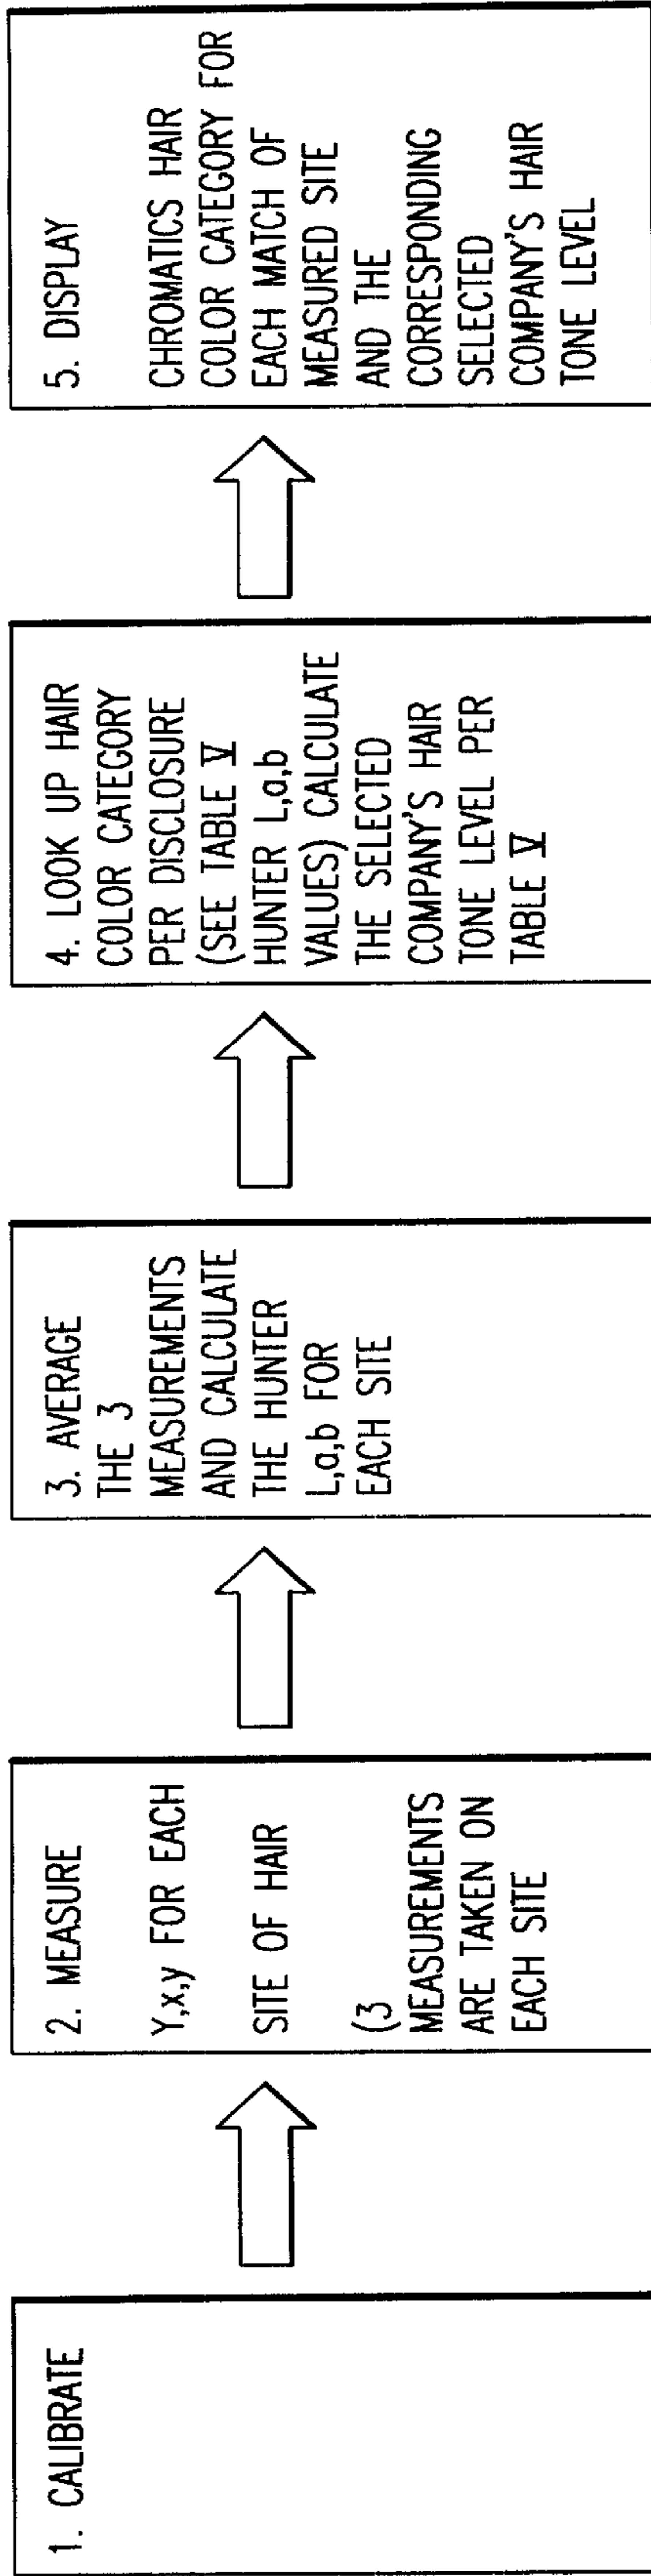 1. CALIBRATE
2. MEASURE
Y,x,y FOR EACH
SITE OF HAIR
(3
MEASUREMENTS
ARE TAKEN ON
EACH SITE
3. AVERAGE
THE 3
MEASUREMENTS
AND CALCULATE
THE HUNTER
L,a,b FOR
EACH SITE
4. LOOK UP HAIR
COLOR CATEGORY
PER DISCLOSURE
(SEE TABLE V
HUNTER L,a,b
VALUES) CALCULATE
THE SELECTED
COMPANY'S HAIR
TONE LEVEL PER
TABLE V
5. DISPLAY
CHROMATICS HAIR
COLOR CATEGORY FOR
EACH MATCH OF
MEASURED SITE
AND THE
CORRESPONDING
SELECTED
COMPANY'S HAIR
TONE LEVEL